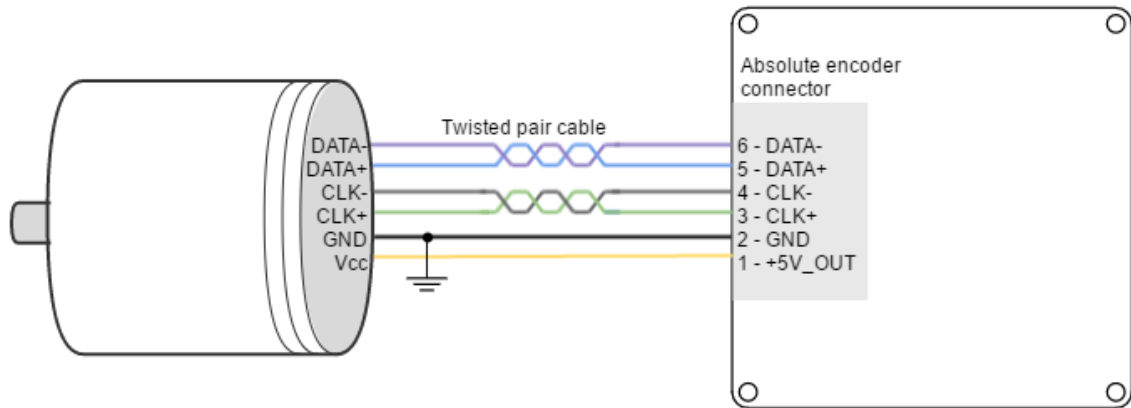 Absolute encoder
connector
Twisted pair cable
DATA-
DATA+
CLK-
CLK+
GND
Vcc
6 - DATA-
5 - DATA+
4 - CLK-
3 - CLK+
2 - GND
1 - +5V_OUT